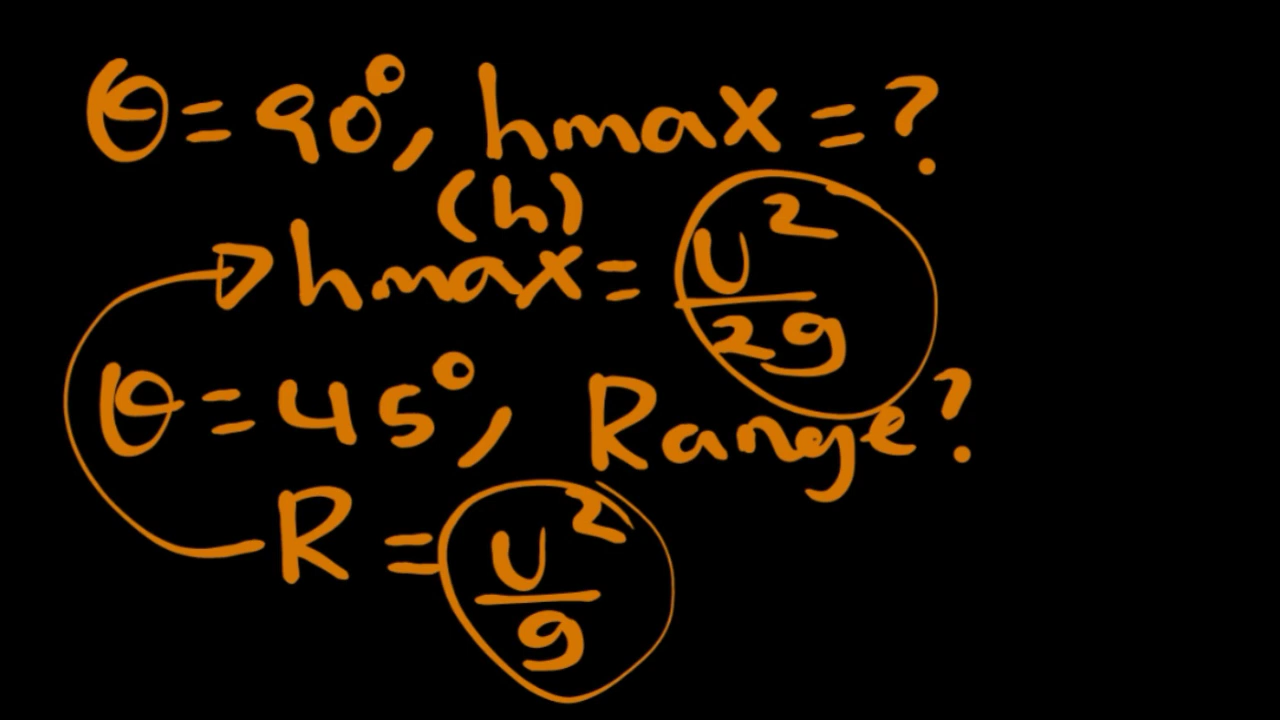 θ = 90°, hmax = ?
(h)
hmax = U²/2g
θ = 45°, Range?
R = U²/g